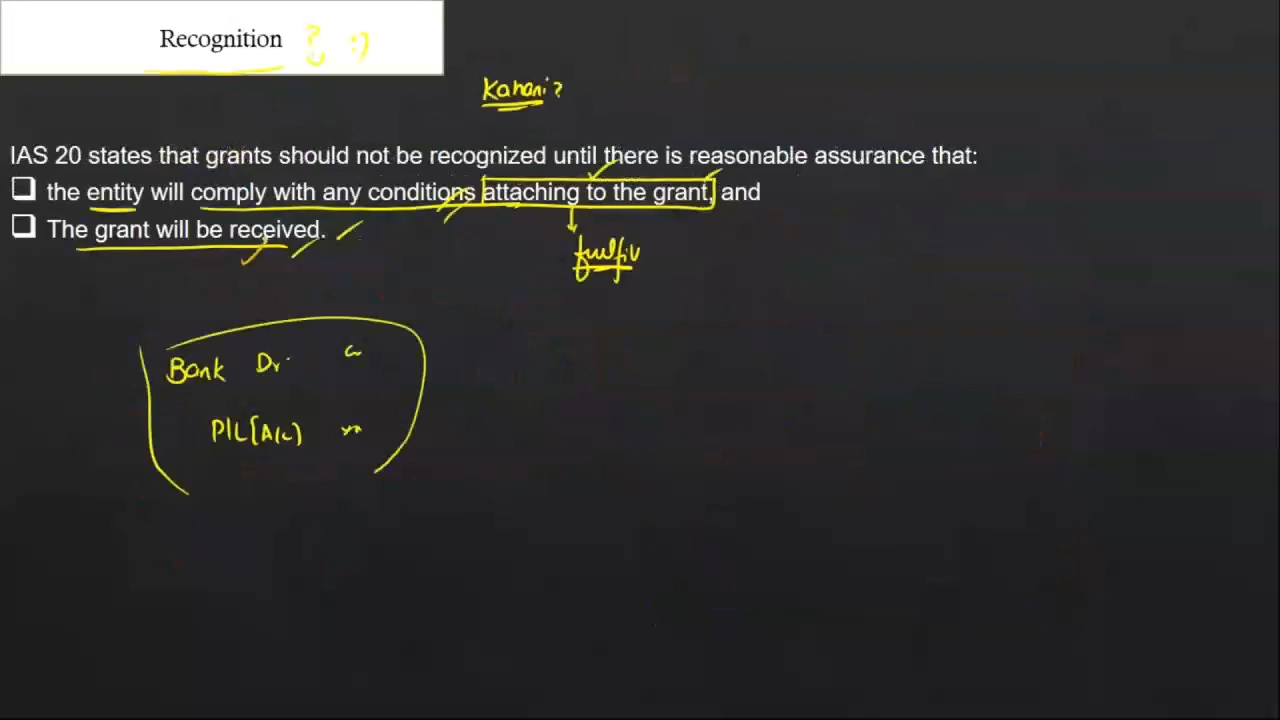 Recognition ? :)
Kahani?
IAS 20 states that grants should not be recognized until there is reasonable assurance that:
the entity will comply with any conditions attaching to the grant, and
The grant will be received.
Bank Dr.